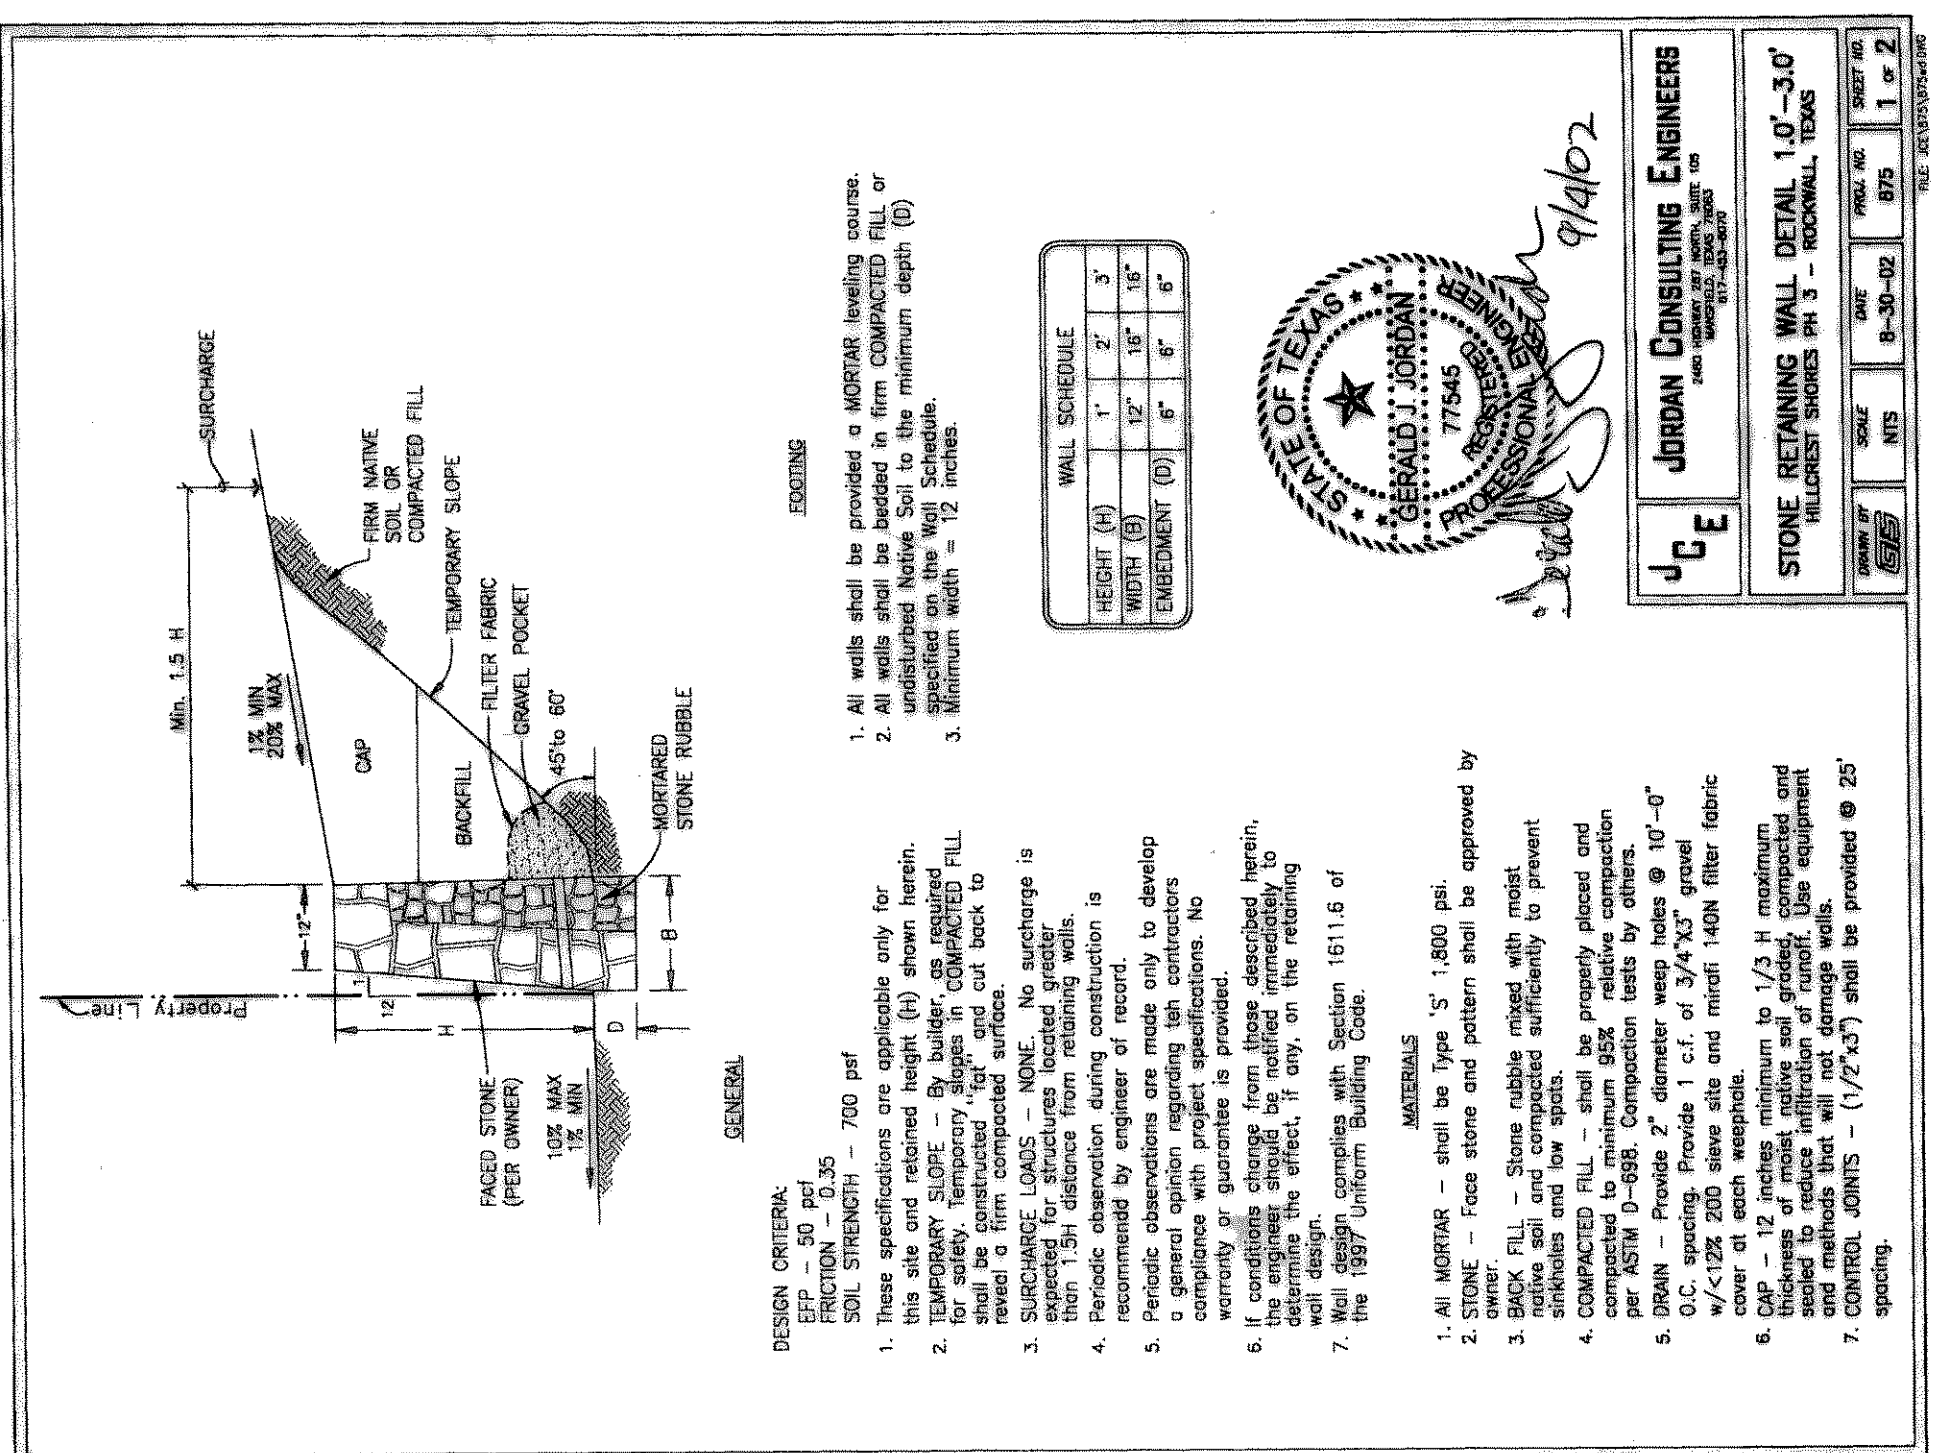 Property Line
Min. 1.5 H
SURCHARGE
1% MIN
20% MAX
12"
1
12
CAP
FIRM NATIVE
SOIL OR
COMPACTED FILL
H
BACKFILL
TEMPORARY SLOPE
FILTER FABRIC
GRAVEL POCKET
45° to 60°
FACED STONE
(PER OWNER)
10% MAX
1% MIN
D
B
MORTARED
STONE RUBBLE
GENERAL
DESIGN CRITERIA:
EFP - 50 pcf
FRICTION - 0.35
SOIL STRENGTH - 700 psf
1. These specifications are applicable only for
this site and retained height (H) shown herein.
2. TEMPORARY SLOPE - By builder, as required
for safety. Temporary slopes in COMPACTED FILL
shall be constructed "fat" and cut back to
reveal a firm compacted surface.
3. SURCHARGE LOADS - NONE. No surcharge is
expected for structures located greater
than 1.5H distance from retaining walls.
4. Periodic observation during construction is
recommendd by engineer of record.
5. Periodic observations are made only to develop
a general opinion regarding teh contractors
compliance with project specifications. No
warranty or guarantee is provided.
6. If conditions change from those described herein,
the engineer should be notified immediately to
determine the effect, if any, on the retaining
wall design.
7. Wall design complies with Section 1611.6 of
the 1997 Uniform Building Code.
MATERIALS
1. All MORTAR - shall be Type 'S' 1,800 psi.
2. STONE - Face stone and pattern shall be approved by
owner.
3. BACK FILL - Stone rubble mixed with moist
native soil and compacted sufficiently to prevent
sinkholes and low spots.
4. COMPACTED FILL - shall be properly placed and
compacted to minimum 95% relative compaction
per ASTM D-698. Compaction tests by others.
5. DRAIN - Provide 2" diameter weep holes @ 10'-0"
O.C. spacing. Provide 1 c.f. of 3/4"X3" gravel
w/<12% 200 sieve site and mirafi 140N filter fabric
cover at each weephole.
6. CAP - 12 inches minimum to 1/3 H maximum
thickness of moist native soil graded, compacted and
sealed to reduce infiltration of runoff. Use equipment
and methods that will not damage walls.
7. CONTROL JOINTS - (1/2"x3") shall be provided @ 25'
spacing.
FOOTING
1. All walls shall be provided a MORTAR leveling course.
2. All walls shall be bedded in firm COMPACTED FILL or
undisturbed Native Soil to the minimum depth (D)
specified on the Wall Schedule.
3. Minimum width = 12 inches.
WALL SCHEDULE
HEIGHT (H) 1' 2' 3'
WIDTH (B) 12" 16" 16"
EMBEDMENT (D) 6" 6" 6"
STATE OF TEXAS
GERALD J. JORDAN
77545
REGISTERED
PROFESSIONAL ENGINEER
9/4/02
JCE
JORDAN CONSULTING ENGINEERS
2460 HIGHWAY 287 NORTH, SUITE 105
MANSFIELD, TEXAS 76063
STONE RETAINING WALL DETAIL 1.0'-3.0'
HILLCREST SHORES PH 3 - ROCKWALL, TEXAS
DRAWN BY SCALE DATE PROJ. NO. SHEET NO.
NTS 8-30-02 875 1 OF 2